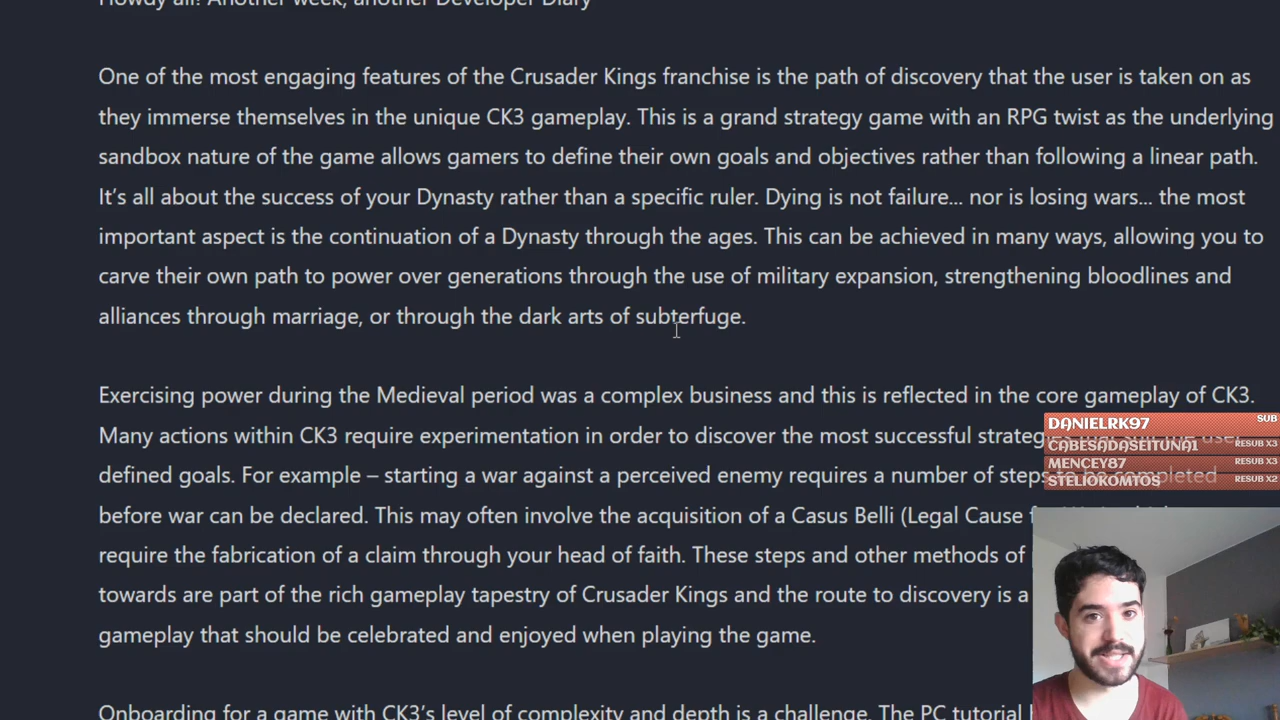 Howdy all! Another week, another Developer Diary
One of the most engaging features of the Crusader Kings franchise is the path of discovery that the user is taken on as
they immerse themselves in the unique CK3 gameplay. This is a grand strategy game with an RPG twist as the underlying
sandbox nature of the game allows gamers to define their own goals and objectives rather than following a linear path.
It’s all about the success of your Dynasty rather than a specific ruler. Dying is not failure... nor is losing wars... the most
important aspect is the continuation of a Dynasty through the ages. This can be achieved in many ways, allowing you to
carve their own path to power over generations through the use of military expansion, strengthening bloodlines and
alliances through marriage, or through the dark arts of subterfuge.
Exercising power during the Medieval period was a complex business and this is reflected in the core gameplay of CK3.
Many actions within CK3 require experimentation in order to discover the most successful
defined goals. For example – starting a war against a perceived enemy requires a number of steps to be completed
before war can be declared. This may often involve the acquisition of a Casus Belli (Legal Cause
require the fabrication of a claim through your head of faith. These steps and other methods of
towards are part of the rich gameplay tapestry of Crusader Kings and the route to discovery is a
gameplay that should be celebrated and enjoyed when playing the game.
Onboarding for a game with CK3’s level of complexity and depth is a challenge. The PC tutorial
DANIELRK97 SUB
CABESADASEITUNA1 RESUB X3
MENCEY87 RESUB X3
STELIOKOMTOS RESUB X2